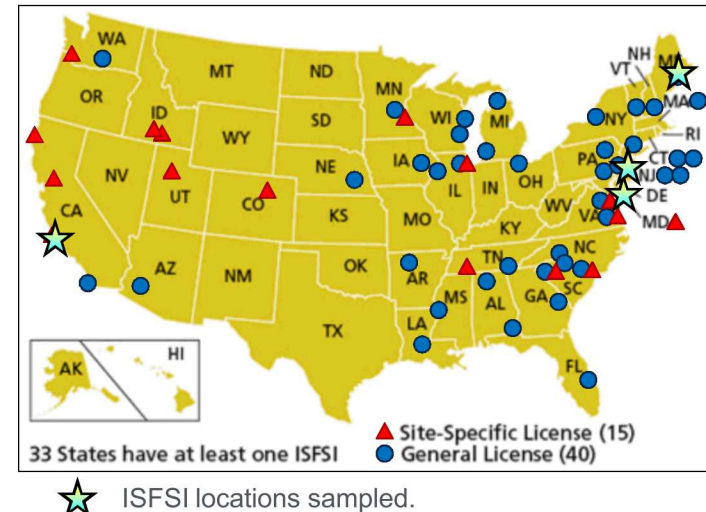 WA
MT
ND
MN
OR
ID
SD
WI
MI
WY
NE
IA
NV
UT
CO
CA
IL
IN
OH
PA
NY
VT
NH
MA
RI
CT
NJ
DE
MD
WV
VA
KS
MO
KY
AZ
NM
OK
AR
TN
NC
SC
TX
LA
MS
AL
GA
FL
AK
HI
33 States have at least one ISFSI
Site-Specific License (15)
General License (40)
ISFSI locations sampled.